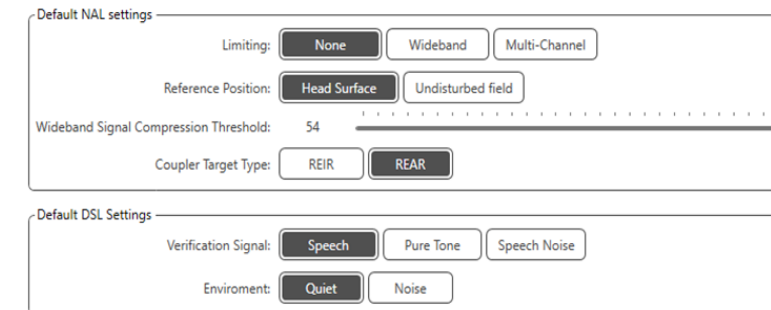 Default NAL settings
Limiting: None Wideband Multi-Channel
Reference Position: Head Surface Undisturbed field
Wideband Signal Compression Threshold: 54
Coupler Target Type: REIR REAR
Default DSL Settings
Verification Signal: Speech Pure Tone Speech Noise
Enviroment: Quiet Noise